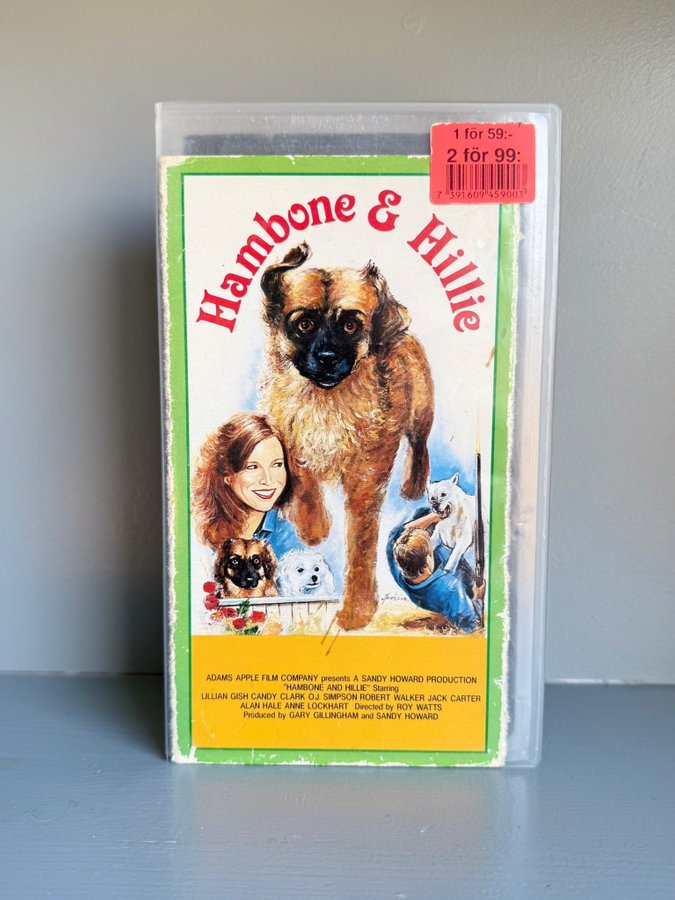 1 för 59:-
2 för 99:
7 391609 459003
Hambone & Hillie
ADAMS APPLE FILM COMPANY presents A SANDY HOWARD PRODUCTION
"HAMBONE AND HILLIE" Starring
LILLIAN GISH CANDY CLARK O.J. SIMPSON ROBERT WALKER JACK CARTER
ALAN HALE ANNE LOCKHART Directed by ROY WATTS
Produced by GARY GILLINGHAM and SANDY HOWARD